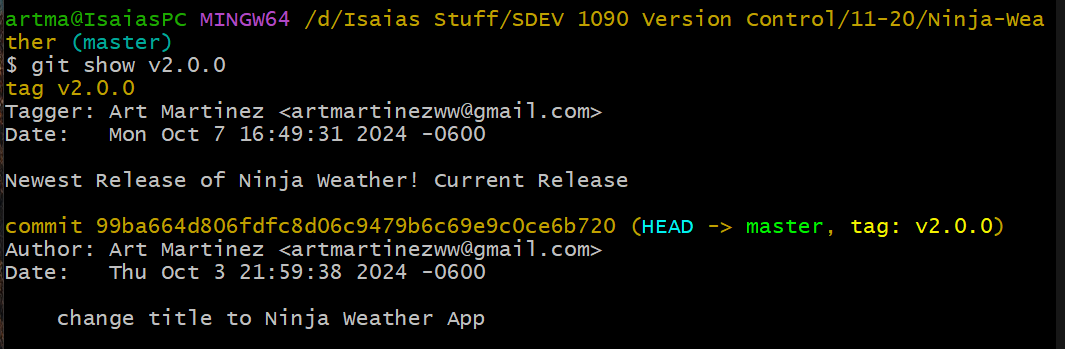 artma@IsaiasPC MINGW64 /d/Isaias Stuff/SDEV 1090 Version Control/11-20/Ninja-Wea
ther (master)
$ git show v2.0.0
tag v2.0.0
Tagger: Art Martinez <artmartinezww@gmail.com>
Date:   Mon Oct 7 16:49:31 2024 -0600
Newest Release of Ninja Weather! Current Release
commit 99ba664d806fdfc8d06c9479b6c69e9c0ce6b720 (HEAD -> master, tag: v2.0.0)
Author: Art Martinez <artmartinezww@gmail.com>
Date:   Thu Oct 3 21:59:38 2024 -0600
    change title to Ninja Weather App